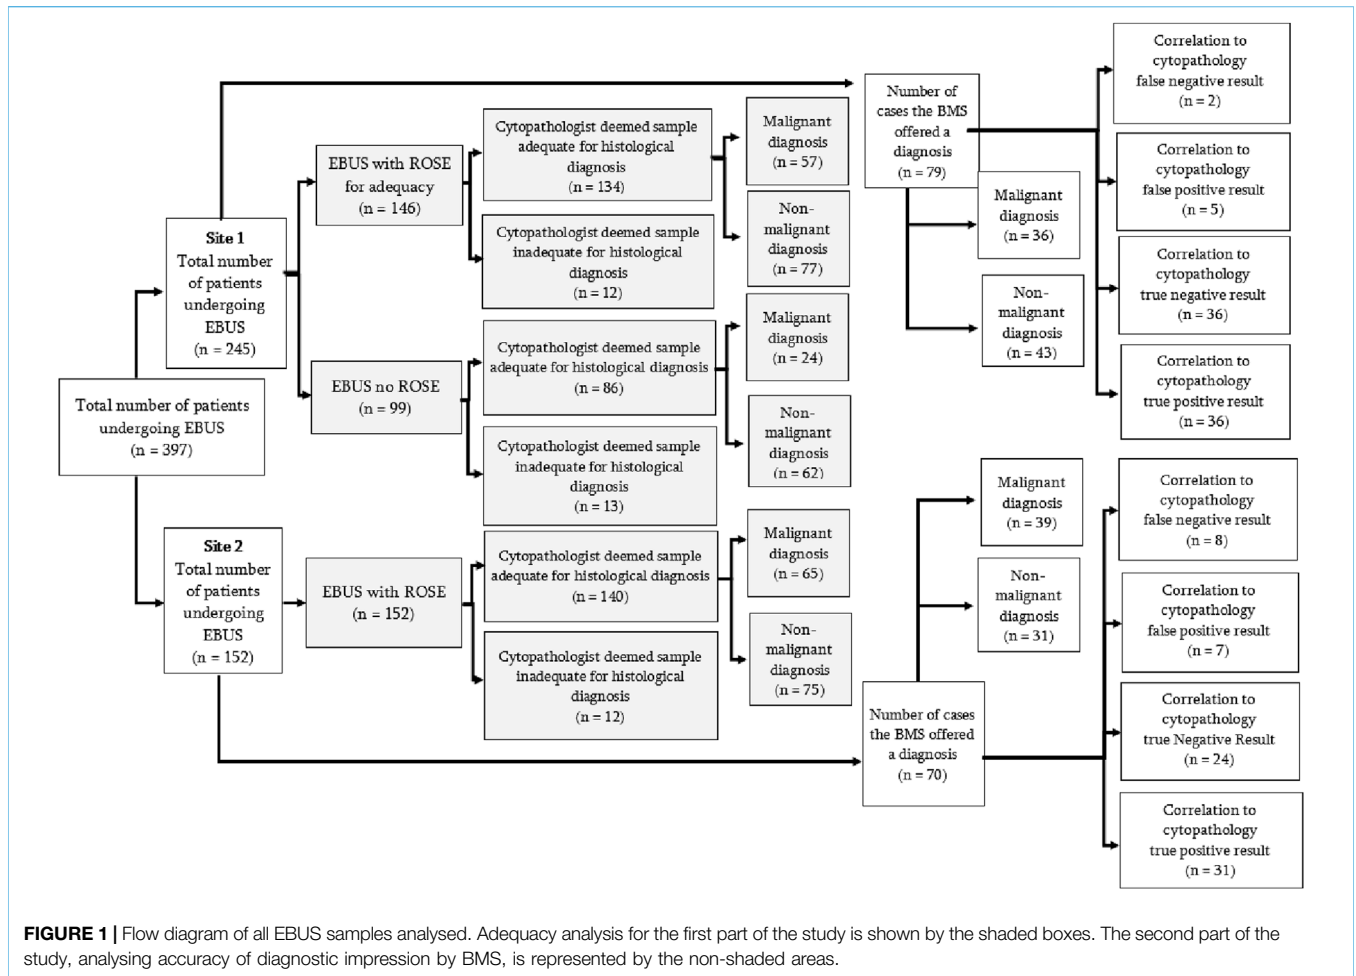 Total number of patients
undergoing EBUS
(n = 397)
Site 1
Total number
of patients
undergoing
EBUS
(n = 245)
EBUS with ROSE
for adequacy
(n = 146)
Cytopathologist deemed sample
adequate for histological
diagnosis
(n = 134)
Malignant
diagnosis
(n = 57)
Non-
malignant
diagnosis
(n = 77)
Cytopathologist deemed sample
inadequate for histological
diagnosis
(n = 12)
EBUS no ROSE
(n = 99)
Cytopathologist deemed sample
adequate for histological diagnosis
(n = 86)
Malignant
diagnosis
(n = 24)
Non-
malignant
diagnosis
(n = 62)
Cytopathologist deemed sample
inadequate for histological
diagnosis
(n = 13)
Number of
cases the BMS
offered a
diagnosis
(n = 79)
Malignant
diagnosis
(n = 36)
Non-
malignant
diagnosis
(n = 43)
Correlation to
cytopathology
false negative result
(n = 2)
Correlation to
cytopathology
false positive result
(n = 5)
Correlation to
cytopathology
true negative result
(n = 36)
Correlation to
cytopathology
true positive result
(n = 36)
Site 2
Total number
of patients
undergoing
EBUS
(n = 152)
EBUS with ROSE
(n = 152)
Cytopathologist deemed sample
adequate for histological diagnosis
(n = 140)
Malignant
diagnosis
(n = 65)
Non-
malignant
diagnosis
(n = 75)
Cytopathologist deemed sample
inadequate for histological
diagnosis
(n = 12)
Number of cases
the BMS offered
a diagnosis
(n = 70)
Malignant
diagnosis
(n = 39)
Non-
malignant
diagnosis
(n = 31)
Correlation to
cytopathology
false negative result
(n = 8)
Correlation to
cytopathology
false positive result
(n = 7)
Correlation to
cytopathology
true Negative Result
(n = 24)
Correlation to
cytopathology
true positive result
(n = 31)
FIGURE 1 | Flow diagram of all EBUS samples analysed. Adequacy analysis for the first part of the study is shown by the shaded boxes. The second part of the
study, analysing accuracy of diagnostic impression by BMS, is represented by the non-shaded areas.